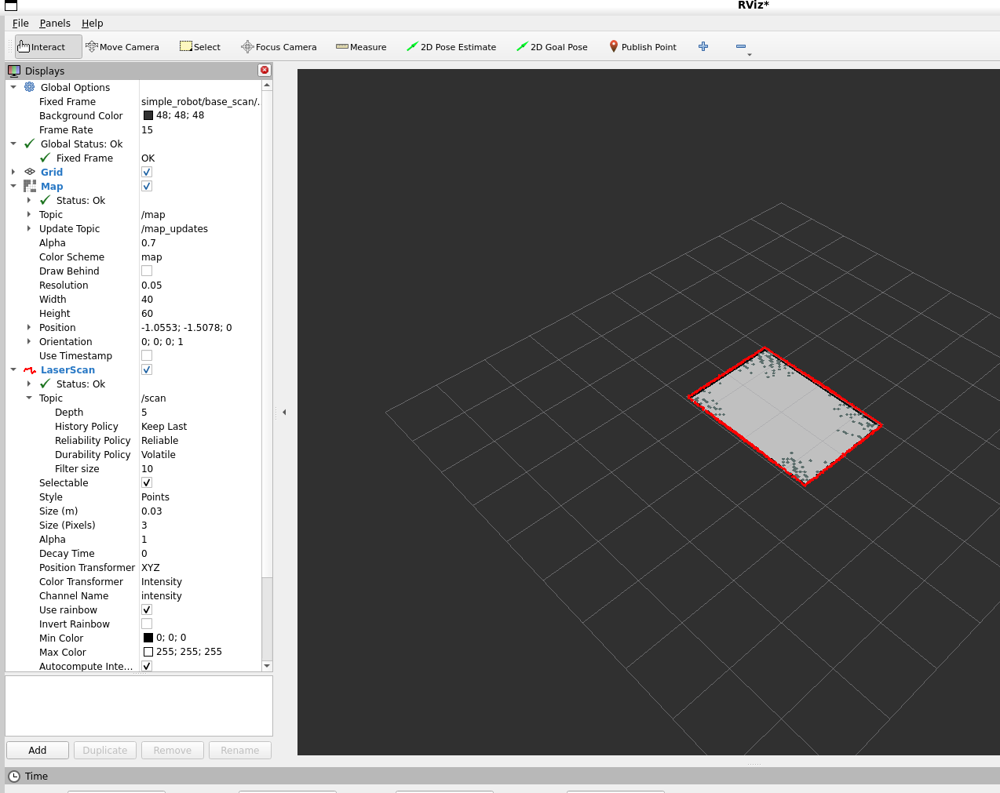 RViz*
File Panels Help
Interact Move Camera Select Focus Camera Measure 2D Pose Estimate 2D Goal Pose Publish Point
Displays
Global Options
Fixed Frame simple_robot/base_scan/...
Background Color 48; 48; 48
Frame Rate 15
Global Status: Ok
Fixed Frame OK
Grid
Map
Status: Ok
Topic /map
Update Topic /map_updates
Alpha 0.7
Color Scheme map
Draw Behind
Resolution 0.05
Width 40
Height 60
Position -1.0553; -1.5078; 0
Orientation 0; 0; 0; 1
Use Timestamp
LaserScan
Status: Ok
Topic /scan
Depth 5
History Policy Keep Last
Reliability Policy Reliable
Durability Policy Volatile
Filter size 10
Selectable
Style Points
Size (m) 0.03
Size (Pixels) 3
Alpha 1
Decay Time 0
Position Transformer XYZ
Color Transformer Intensity
Channel Name intensity
Use rainbow
Invert Rainbow
Min Color 0; 0; 0
Max Color 255; 255; 255
Autocompute Inte...
Add Duplicate Remove Rename
Time